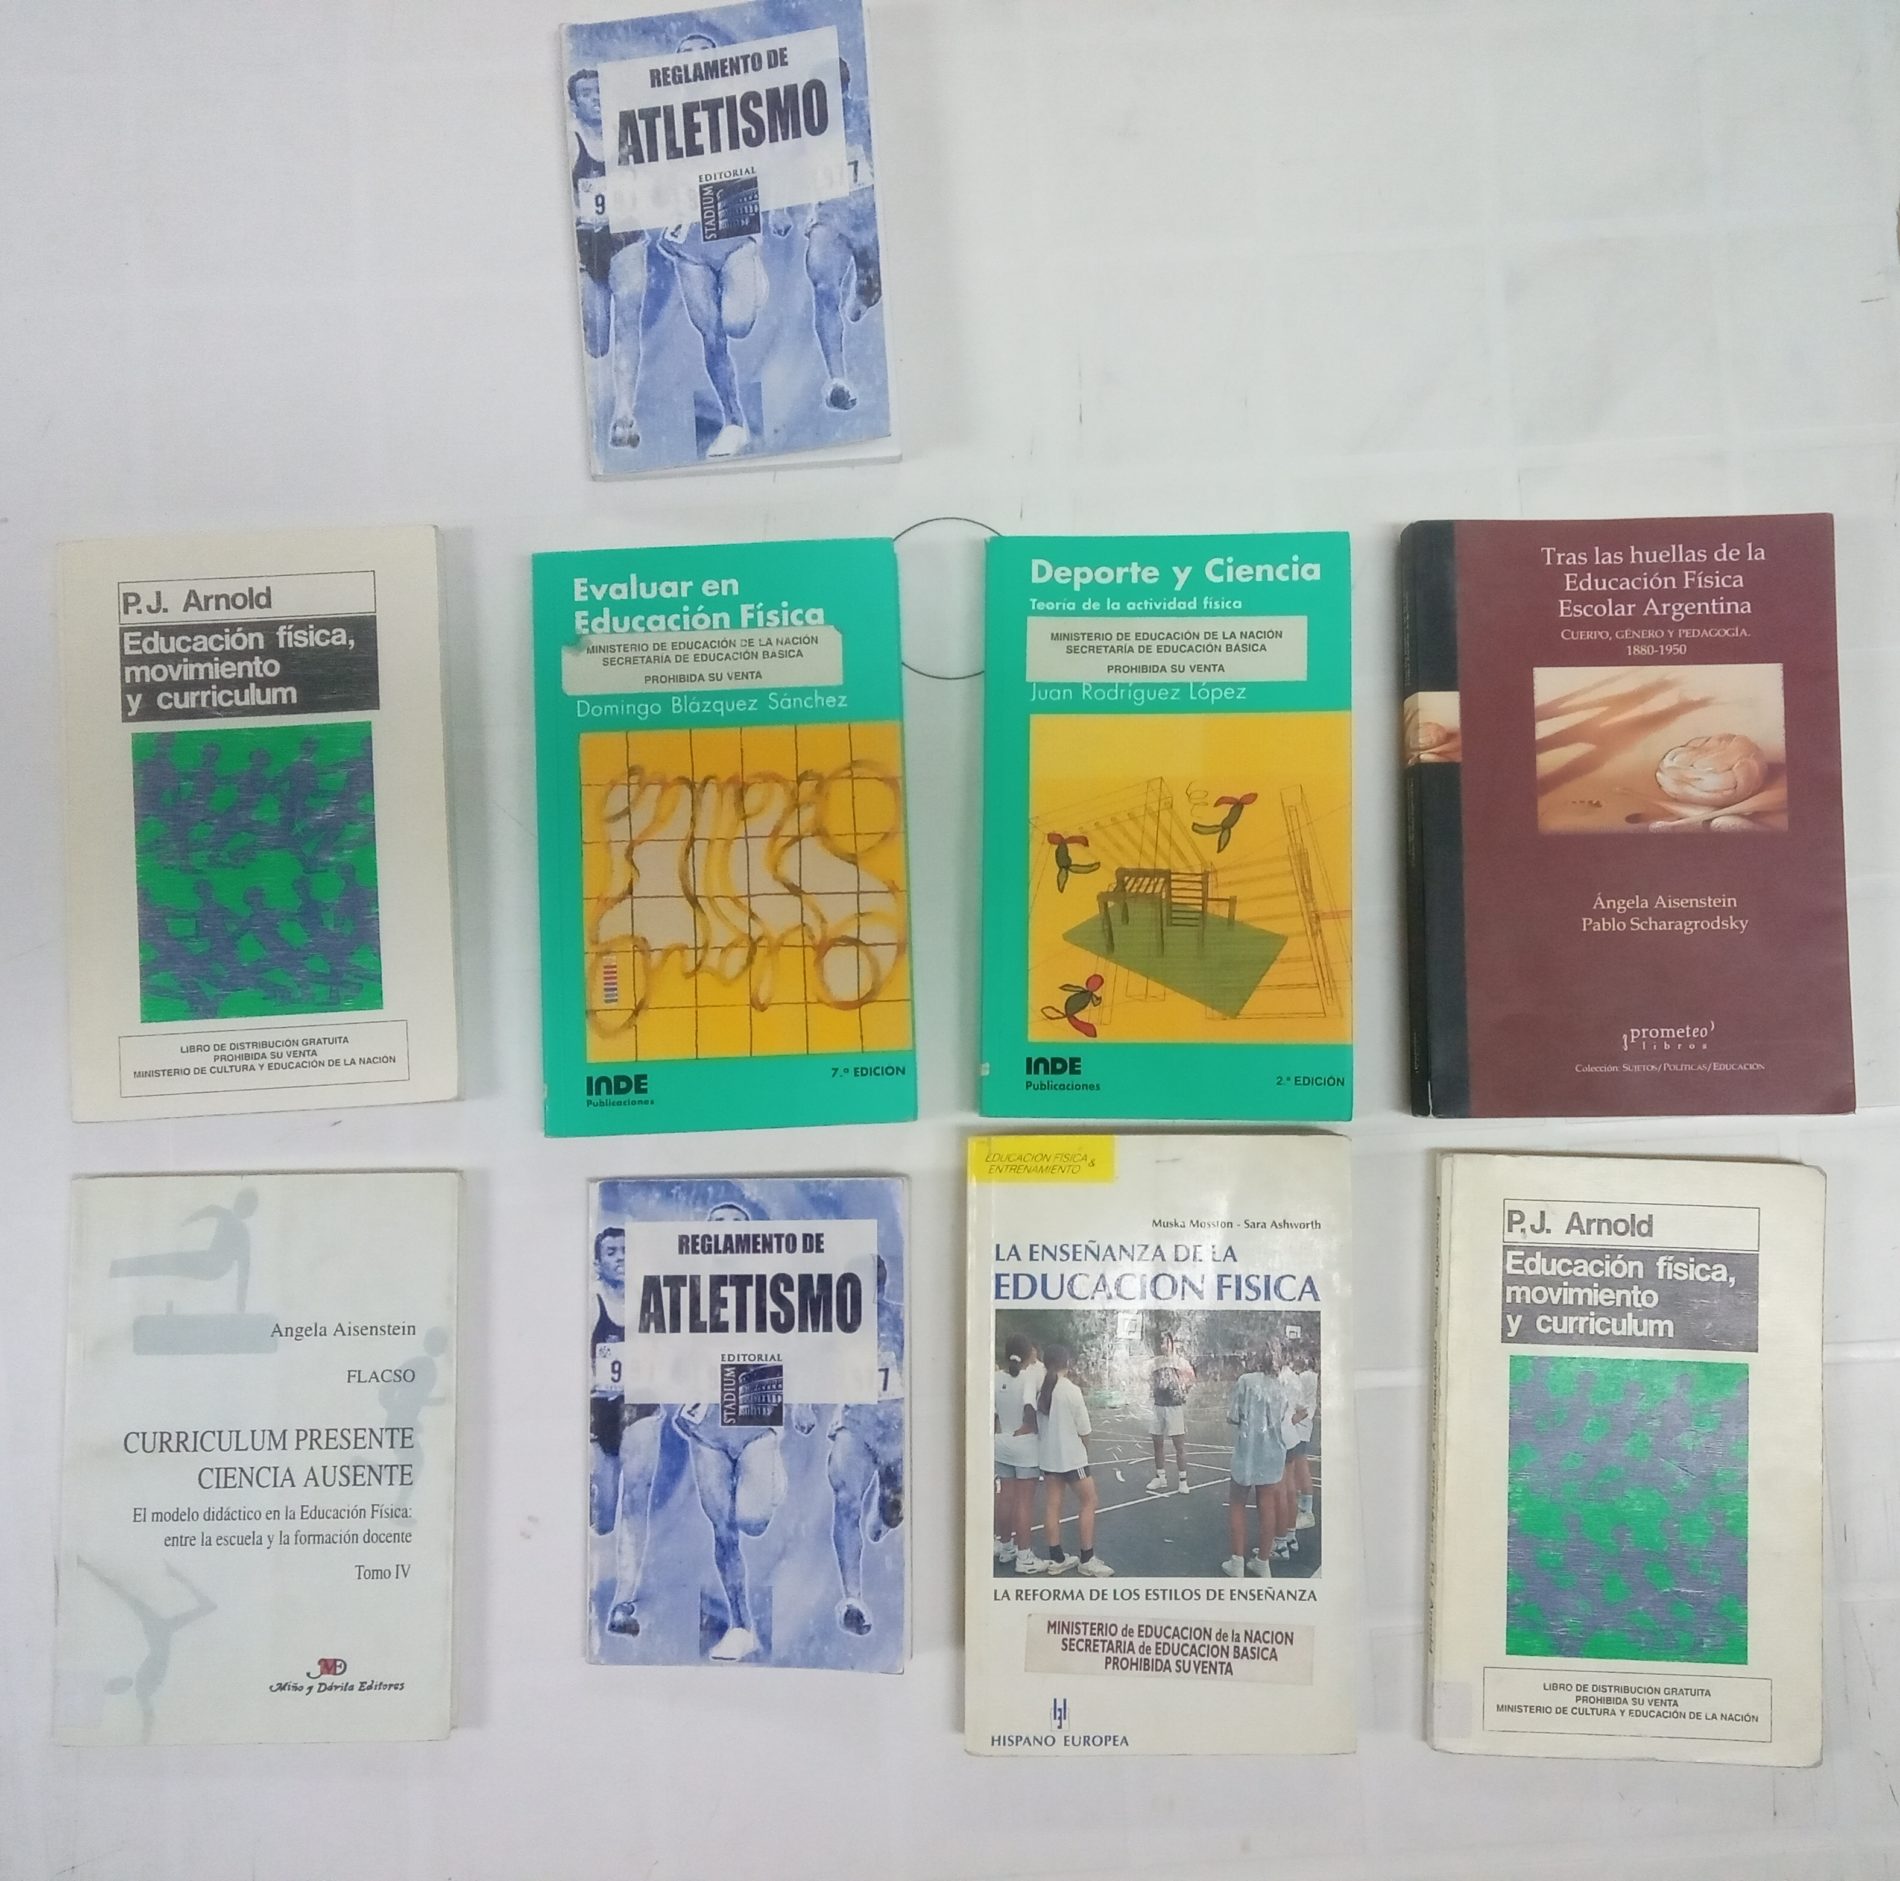 REGLAMENTO DE
ATLETISMO
EDITORIAL
STADIUM
9
7
P.J. Arnold
Educación física,
movimiento
y curriculum
LIBRO DE DISTRIBUCIÓN GRATUITA
PROHIBIDA SU VENTA
MINISTERIO DE CULTURA Y EDUCACIÓN DE LA NACIÓN
Evaluar en
Educación Física
MINISTERIO DE EDUCACIÓN DE LA NACIÓN
SECRETARÍA DE EDUCACIÓN BASICA
PROHIBIDA SU VENTA
Domingo Blázquez Sánchez
INDE
Publicaciones
7.ª EDICIÓN
Deporte y Ciencia
Teoría de la actividad física
MINISTERIO DE EDUCACIÓN DE LA NACIÓN
SECRETARÍA DE EDUCACIÓN BÁSICA
PROHIBIDA SU VENTA
Juan Rodríguez López
INDE
Publicaciones
2.ª EDICIÓN
Tras las huellas de la
Educación Física
Escolar Argentina
CUERPO, GÉNERO Y PEDAGOGÍA.
1880-1950
Ángela Aisenstein
Pablo Scharagrodsky
prometeo
libros
Colección: SUJETOS/POLÍTICAS/EDUCACIÓN
Angela Aisenstein
FLACSO
CURRICULUM PRESENTE
CIENCIA AUSENTE
El modelo didáctico en la Educación Física:
entre la escuela y la formación docente
Tomo IV
Miño y Dávila Editores
REGLAMENTO DE
ATLETISMO
EDITORIAL
STADIUM
9
7
EDUCACION FÍSICA &
ENTRENAMIENTO
Muska Mosston - Sara Ashworth
LA ENSEÑANZA DE LA
EDUCACION FISICA
LA REFORMA DE LOS ESTILOS DE ENSEÑANZA
MINISTERIO de EDUCACION de la NACION
SECRETARIA de EDUCACION BASICA
PROHIBIDA SU VENTA
HISPANO EUROPEA
P.J. Arnold
Educación física,
movimiento
y curriculum
LIBRO DE DISTRIBUCIÓN GRATUITA
PROHIBIDA SU VENTA
MINISTERIO DE CULTURA Y EDUCACIÓN DE LA NACIÓN